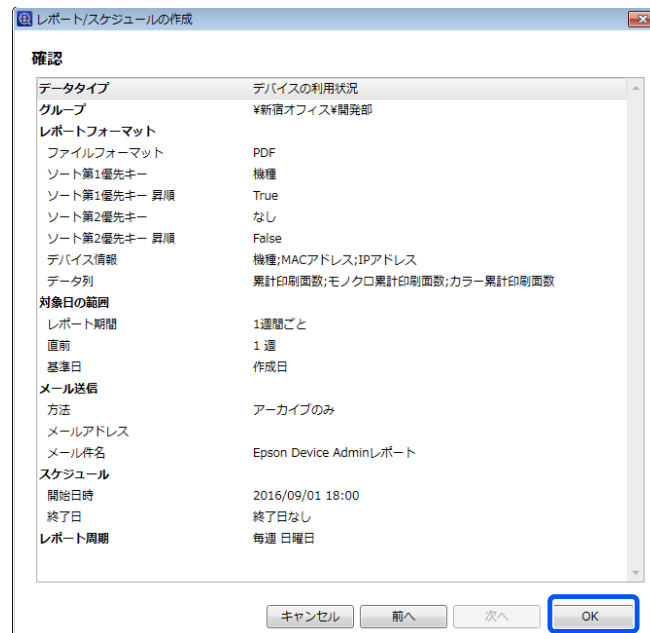 レポート/スケジュールの作成
確認
データタイプ デバイスの利用状況
グループ ¥新宿オフィス¥開発部
レポートフォーマット
ファイルフォーマット PDF
ソート第1優先キー 機種
ソート第1優先キー 昇順 True
ソート第2優先キー なし
ソート第2優先キー 昇順 False
デバイス情報 機種;MACアドレス;IPアドレス
データ列 累計印刷面数;モノクロ累計印刷面数;カラー累計印刷面数
対象日の範囲
レポート期間 1週間ごと
直前 1 週
基準日 作成日
メール送信
方法 アーカイブのみ
メールアドレス
メール件名 Epson Device Adminレポート
スケジュール
開始日時 2016/09/01 18:00
終了日 終了日なし
レポート周期 毎週 日曜日
キャンセル 前へ 次へ OK